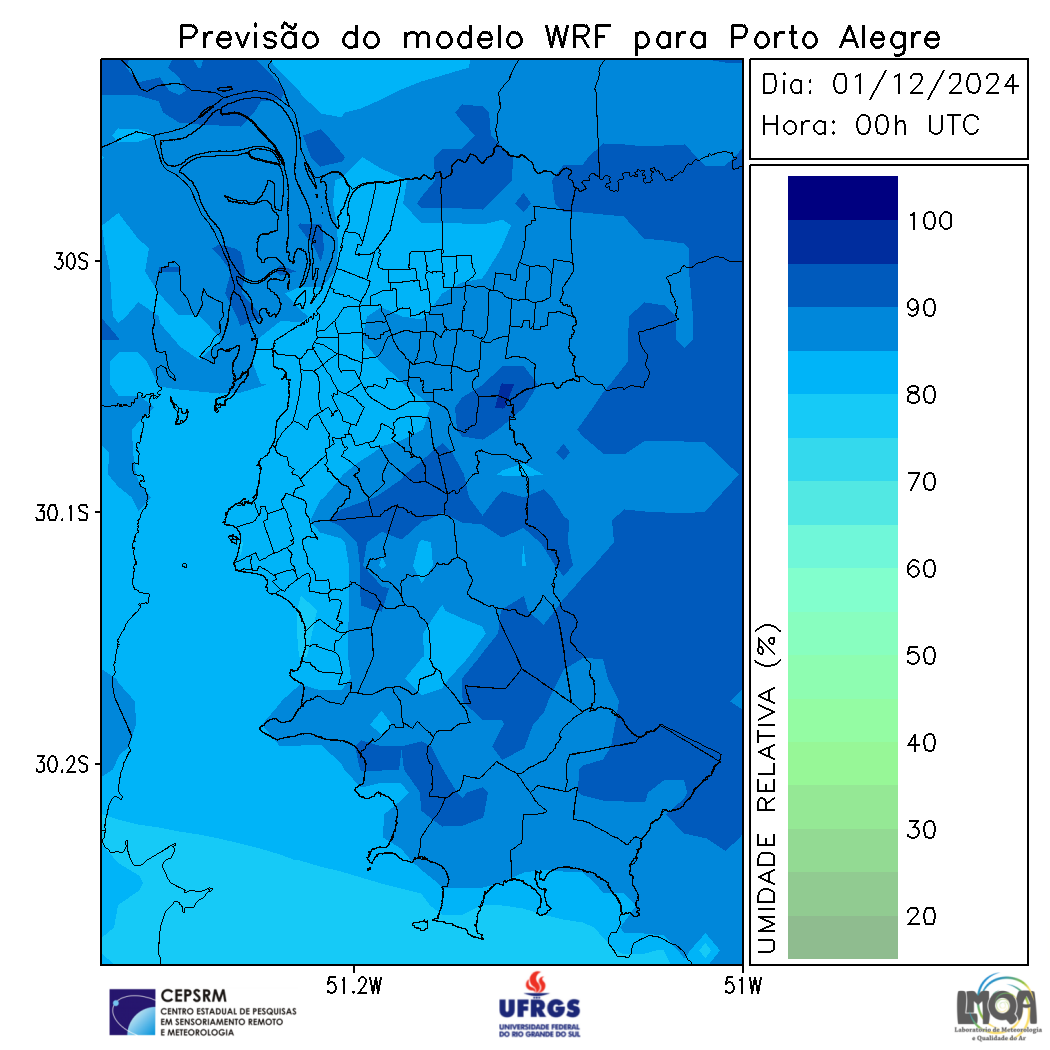 Previsão do modelo WRF para Porto Alegre
Dia: 01/12/2024
Hora: 00h UTC
30S
30.1S
30.2S
51.2W
51W
100
90
80
70
60
50
40
30
20
UMIDADE RELATIVA (%)
CEPSRM
CENTRO ESTADUAL DE PESQUISAS
EM SENSORIAMENTO REMOTO
E METEOROLOGIA
UFRGS
UNIVERSIDADE FEDERAL
DO RIO GRANDE DO SUL
LMQA
Laboratório de Meteorologia
e Qualidade do Ar